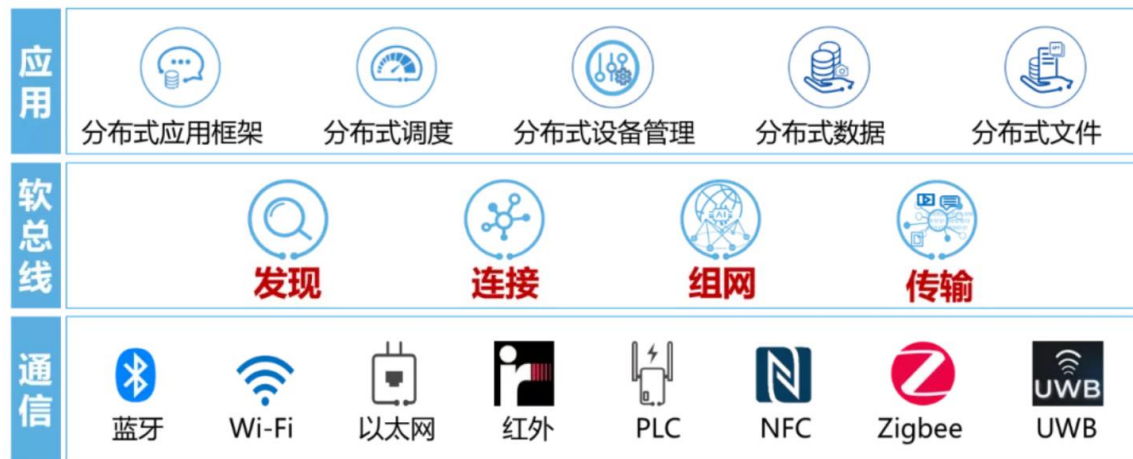 应用
分布式应用框架
分布式调度
分布式设备管理
分布式数据
分布式文件
软总线
AI
发现
连接
组网
传输
通信
UWB
蓝牙
Wi-Fi
以太网
红外
PLC
NFC
Zigbee
UWB